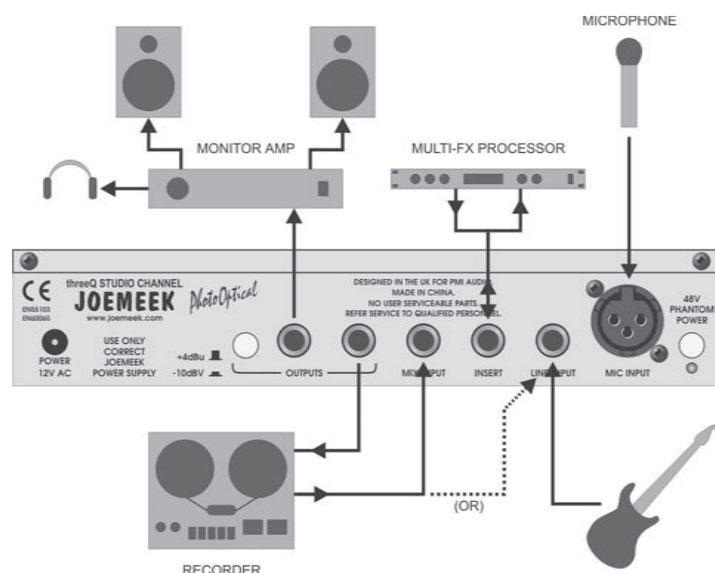 MICROPHONE
MONITOR AMP
MULTI-FX PROCESSOR
CE
EN55103
EN60065
threeQ STUDIO CHANNEL
JOEMEEK
www.joemeek.com
PhotoOptical
DESIGNED IN THE UK FOR PMI AUDIO.
MADE IN CHINA.
NO USER SERVICEABLE PARTS.
REFER SERVICE TO QUALIFIED PERSONNEL.
48V
PHANTOM
POWER
POWER
12V AC
USE ONLY
CORRECT
JOEMEEK
POWER SUPPLY
+4dBu
-10dBV
OUTPUTS
MIX INPUT
INSERT
LINE INPUT
MIC INPUT
(OR)
RECORDER